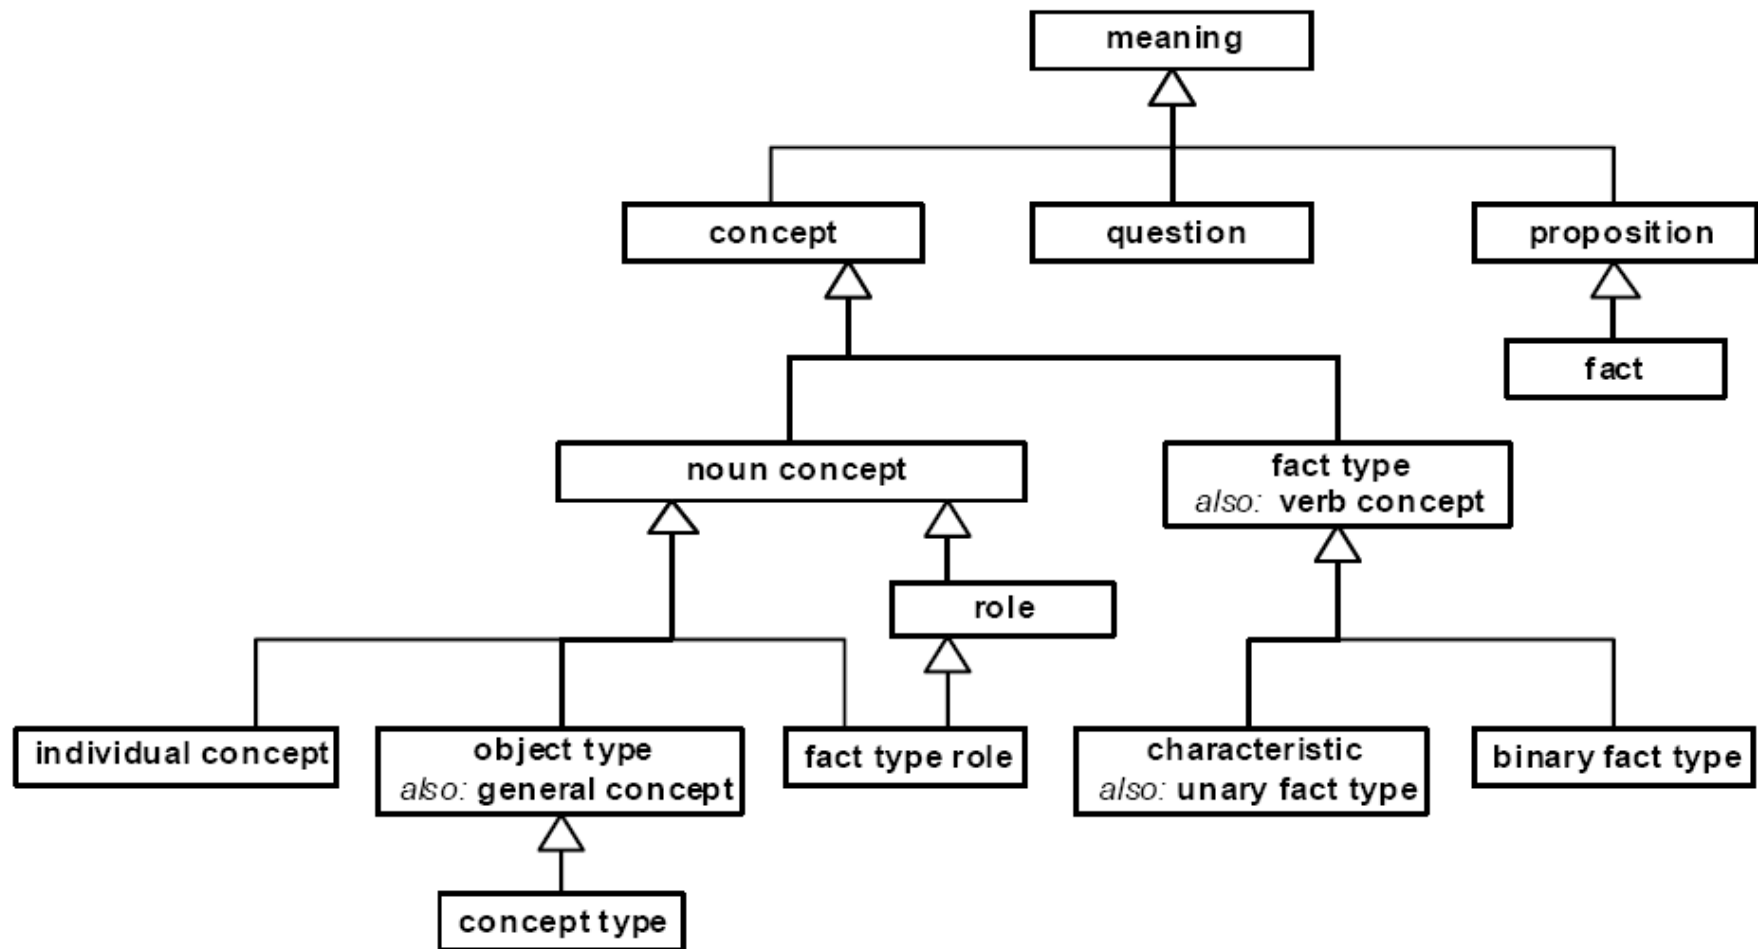 meaning
concept
question
proposition
fact
noun concept
fact type
also: verb concept
role
individual concept
object type
also: general concept
fact type role
characteristic
also: unary fact type
binary fact type
concept type